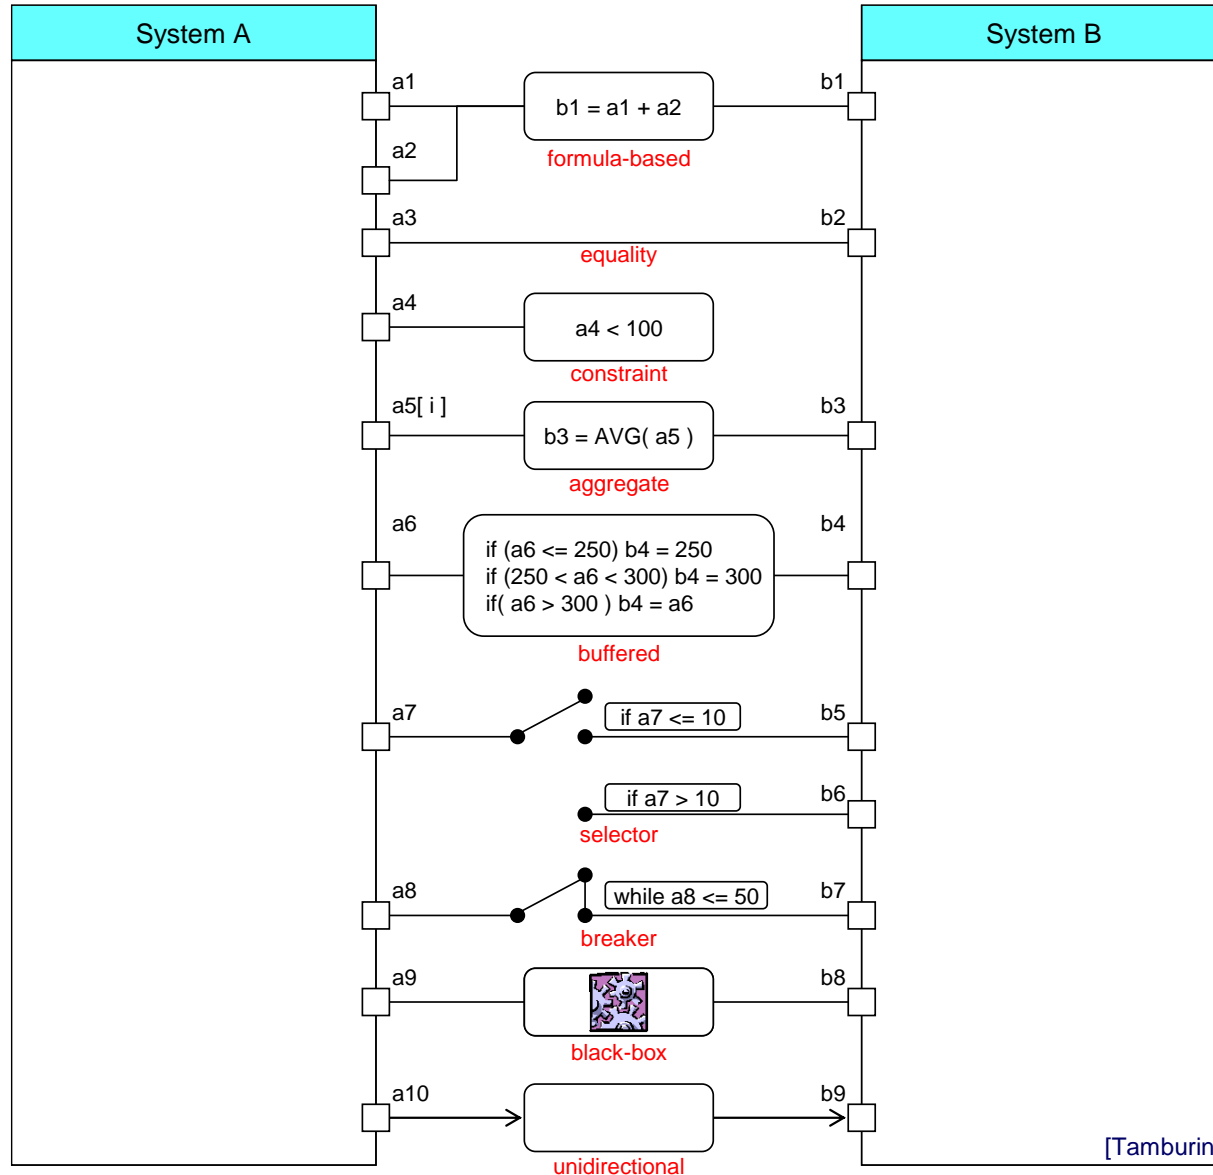 System A
System B
a1
b1 = a1 + a2
b1
a2
formula-based
a3
b2
equality
a4
a4 < 100
constraint
a5[ i ]
b3 = AVG( a5 )
b3
aggregate
a6
if (a6 <= 250) b4 = 250
if (250 < a6 < 300) b4 = 300
if( a6 > 300 ) b4 = a6
b4
buffered
a7
if a7 <= 10
b5
if a7 > 10
b6
selector
a8
while a8 <= 50
b7
breaker
a9
b8
black-box
a10
b9
unidirectional
[Tamburin